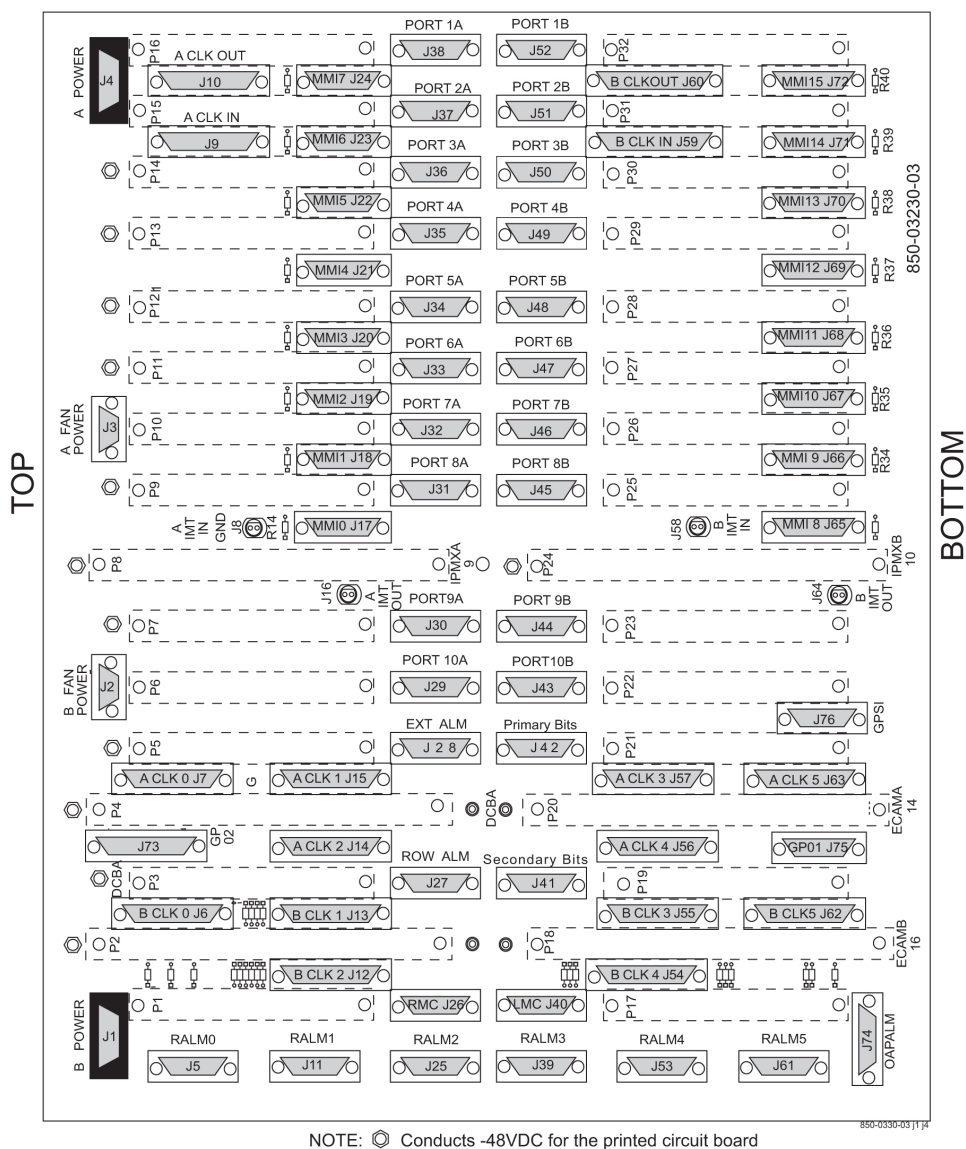 PORT 1A PORT 1B
A POWER J4 P16 A CLK OUT J38 J52 P32
J10 MMI7 J24 B CLKOUT J60 MMI15 J72 R40
PORT 2A PORT 2B
P15 A CLK IN J37 J51 P31
J9 MMI6 J23 B CLK IN J59 MMI14 J71 R39
PORT 3A PORT 3B
P14 J36 J50 P30
MMI5 J22 MMI13 J70 R38
PORT 4A PORT 4B
P13 J35 J49 P29
850-03230-03
MMI4 J21 MMI12 J69 R37
PORT 5A PORT 5B
P12 J34 J48 P28
MMI3 J20 MMI11 J68 R36
PORT 6A PORT 6B
P11 J33 J47 P27
MMI2 J19 MMI10 J67 R35
A FAN POWER J3
PORT 7A PORT 7B
P10 J32 J46 P26
MMI1 J18 MMI 9 J66 R34
TOP
BOTTOM
PORT 8A PORT 8B
P9 J31 J45 P25
A IMT IN GND J8 R14 MMI0 J17 J58 B IMT IN MMI 8 J65
P8 IPMXA 9 P24 IPMXB 10
J16 A IMT OUT J64 B IMT OUT
PORT9A PORT 9B
P7 J30 J44 P23
PORT 10A PORT10B
B FAN POWER J2 P6 J29 J43 P22
J76 GPSI
EXT ALM Primary Bits
P5 J 2 8 J 4 2 P21
A CLK 0 J7 G A CLK 1 J15 A CLK 3 J57 A CLK 5 J63
P4 DCBA P20 ECAMA 14
J73 GP 02 A CLK 2 J14 A CLK 4 J56 GP01 J75
ROW ALM Secondary Bits
DCBA P3 J27 J41 P19
B CLK 0 J6 B CLK 1 J13 B CLK 3 J55 B CLK5 J62
P2 P18 ECAMB 16
B CLK 2 J12 B CLK 4 J54
B POWER J1 P1 RMC J26 LMC J40 P17 J74 OAPALM
RALM0 RALM1 RALM2 RALM3 RALM4 RALM5
J5 J11 J25 J39 J53 J61
850-0330-03 j1 j4
NOTE: Conducts -48VDC for the printed circuit board